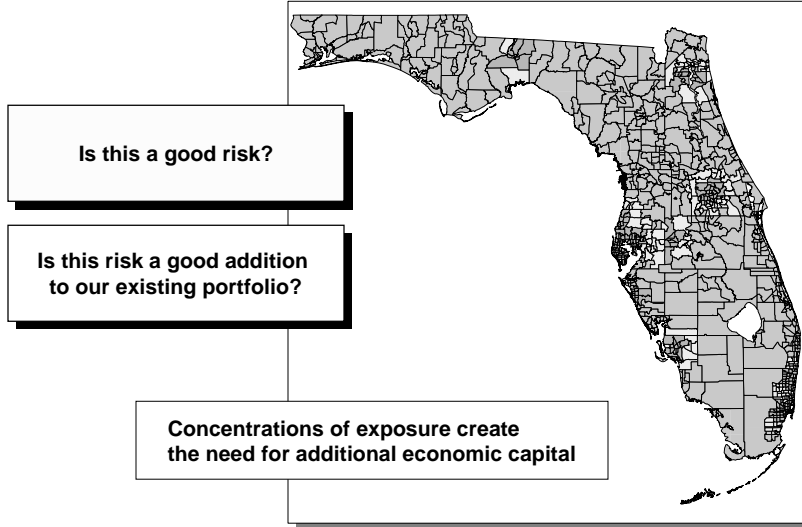 Is this a good risk?
Is this risk a good addition
to our existing portfolio?
Concentrations of exposure create
the need for additional economic capital